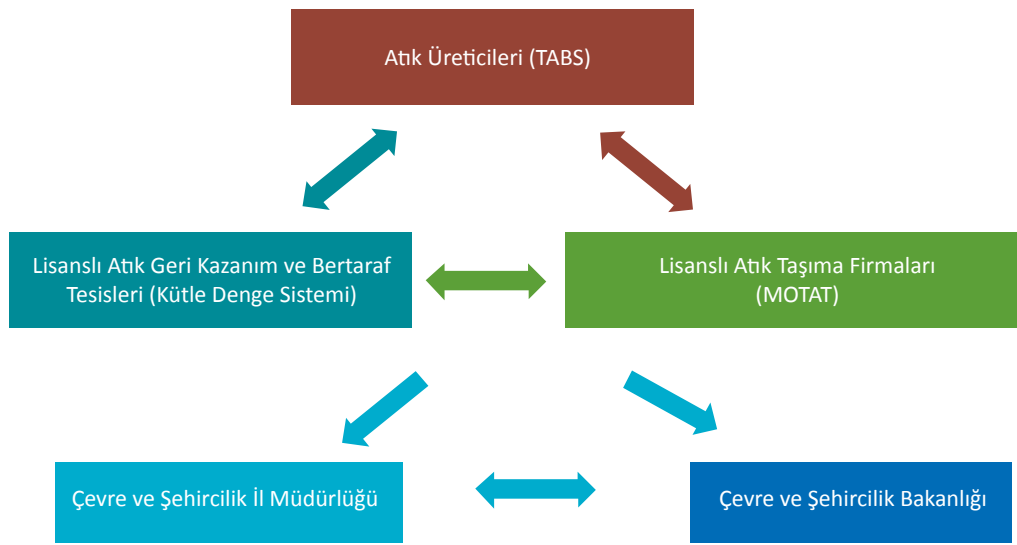 Atık Üreticileri (TABS)
Lisanslı Atık Geri Kazanım ve Bertaraf
Tesisleri (Kütle Denge Sistemi)
Lisanslı Atık Taşıma Firmaları
(MOTAT)
Çevre ve Şehircilik İl Müdürlüğü
Çevre ve Şehircilik Bakanlığı